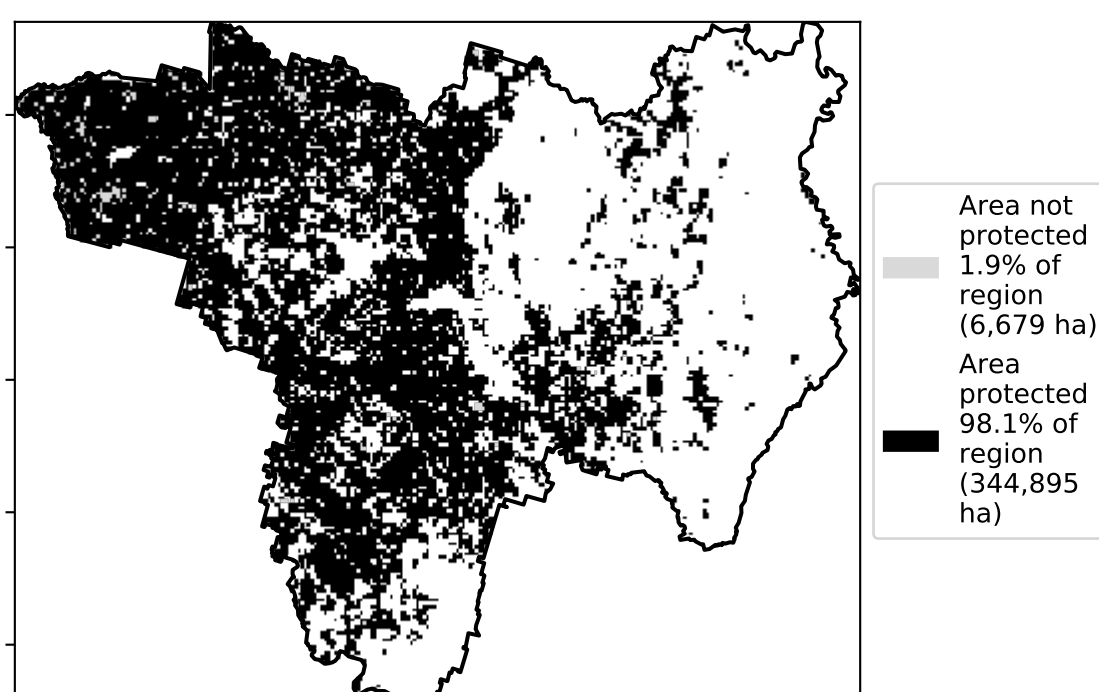 Area not
protected
1.9% of
region
(6,679 ha)
Area
protected
98.1% of
region
(344,895
ha)